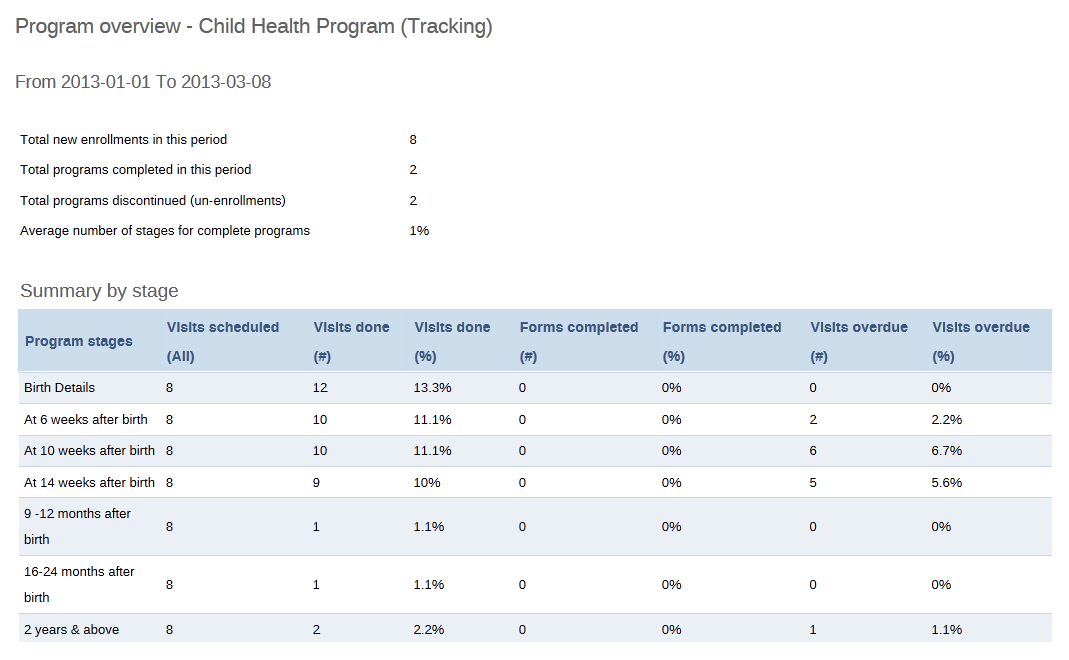 Program overview - Child Health Program (Tracking)
From 2013-01-01 To 2013-03-08
Total new enrollments in this period 8
Total programs completed in this period 2
Total programs discontinued (un-enrollments) 2
Average number of stages for complete programs 1%
Summary by stage
Program stages Visits scheduled (All) Visits done (#) Visits done (%) Forms completed (#) Forms completed (%) Visits overdue (#) Visits overdue (%)
Birth Details 8 12 13.3% 0 0% 0 0%
At 6 weeks after birth 8 10 11.1% 0 0% 2 2.2%
At 10 weeks after birth 8 10 11.1% 0 0% 6 6.7%
At 14 weeks after birth 8 9 10% 0 0% 5 5.6%
9 -12 months after birth 8 1 1.1% 0 0% 0 0%
16-24 months after birth 8 1 1.1% 0 0% 0 0%
2 years & above 8 2 2.2% 0 0% 1 1.1%